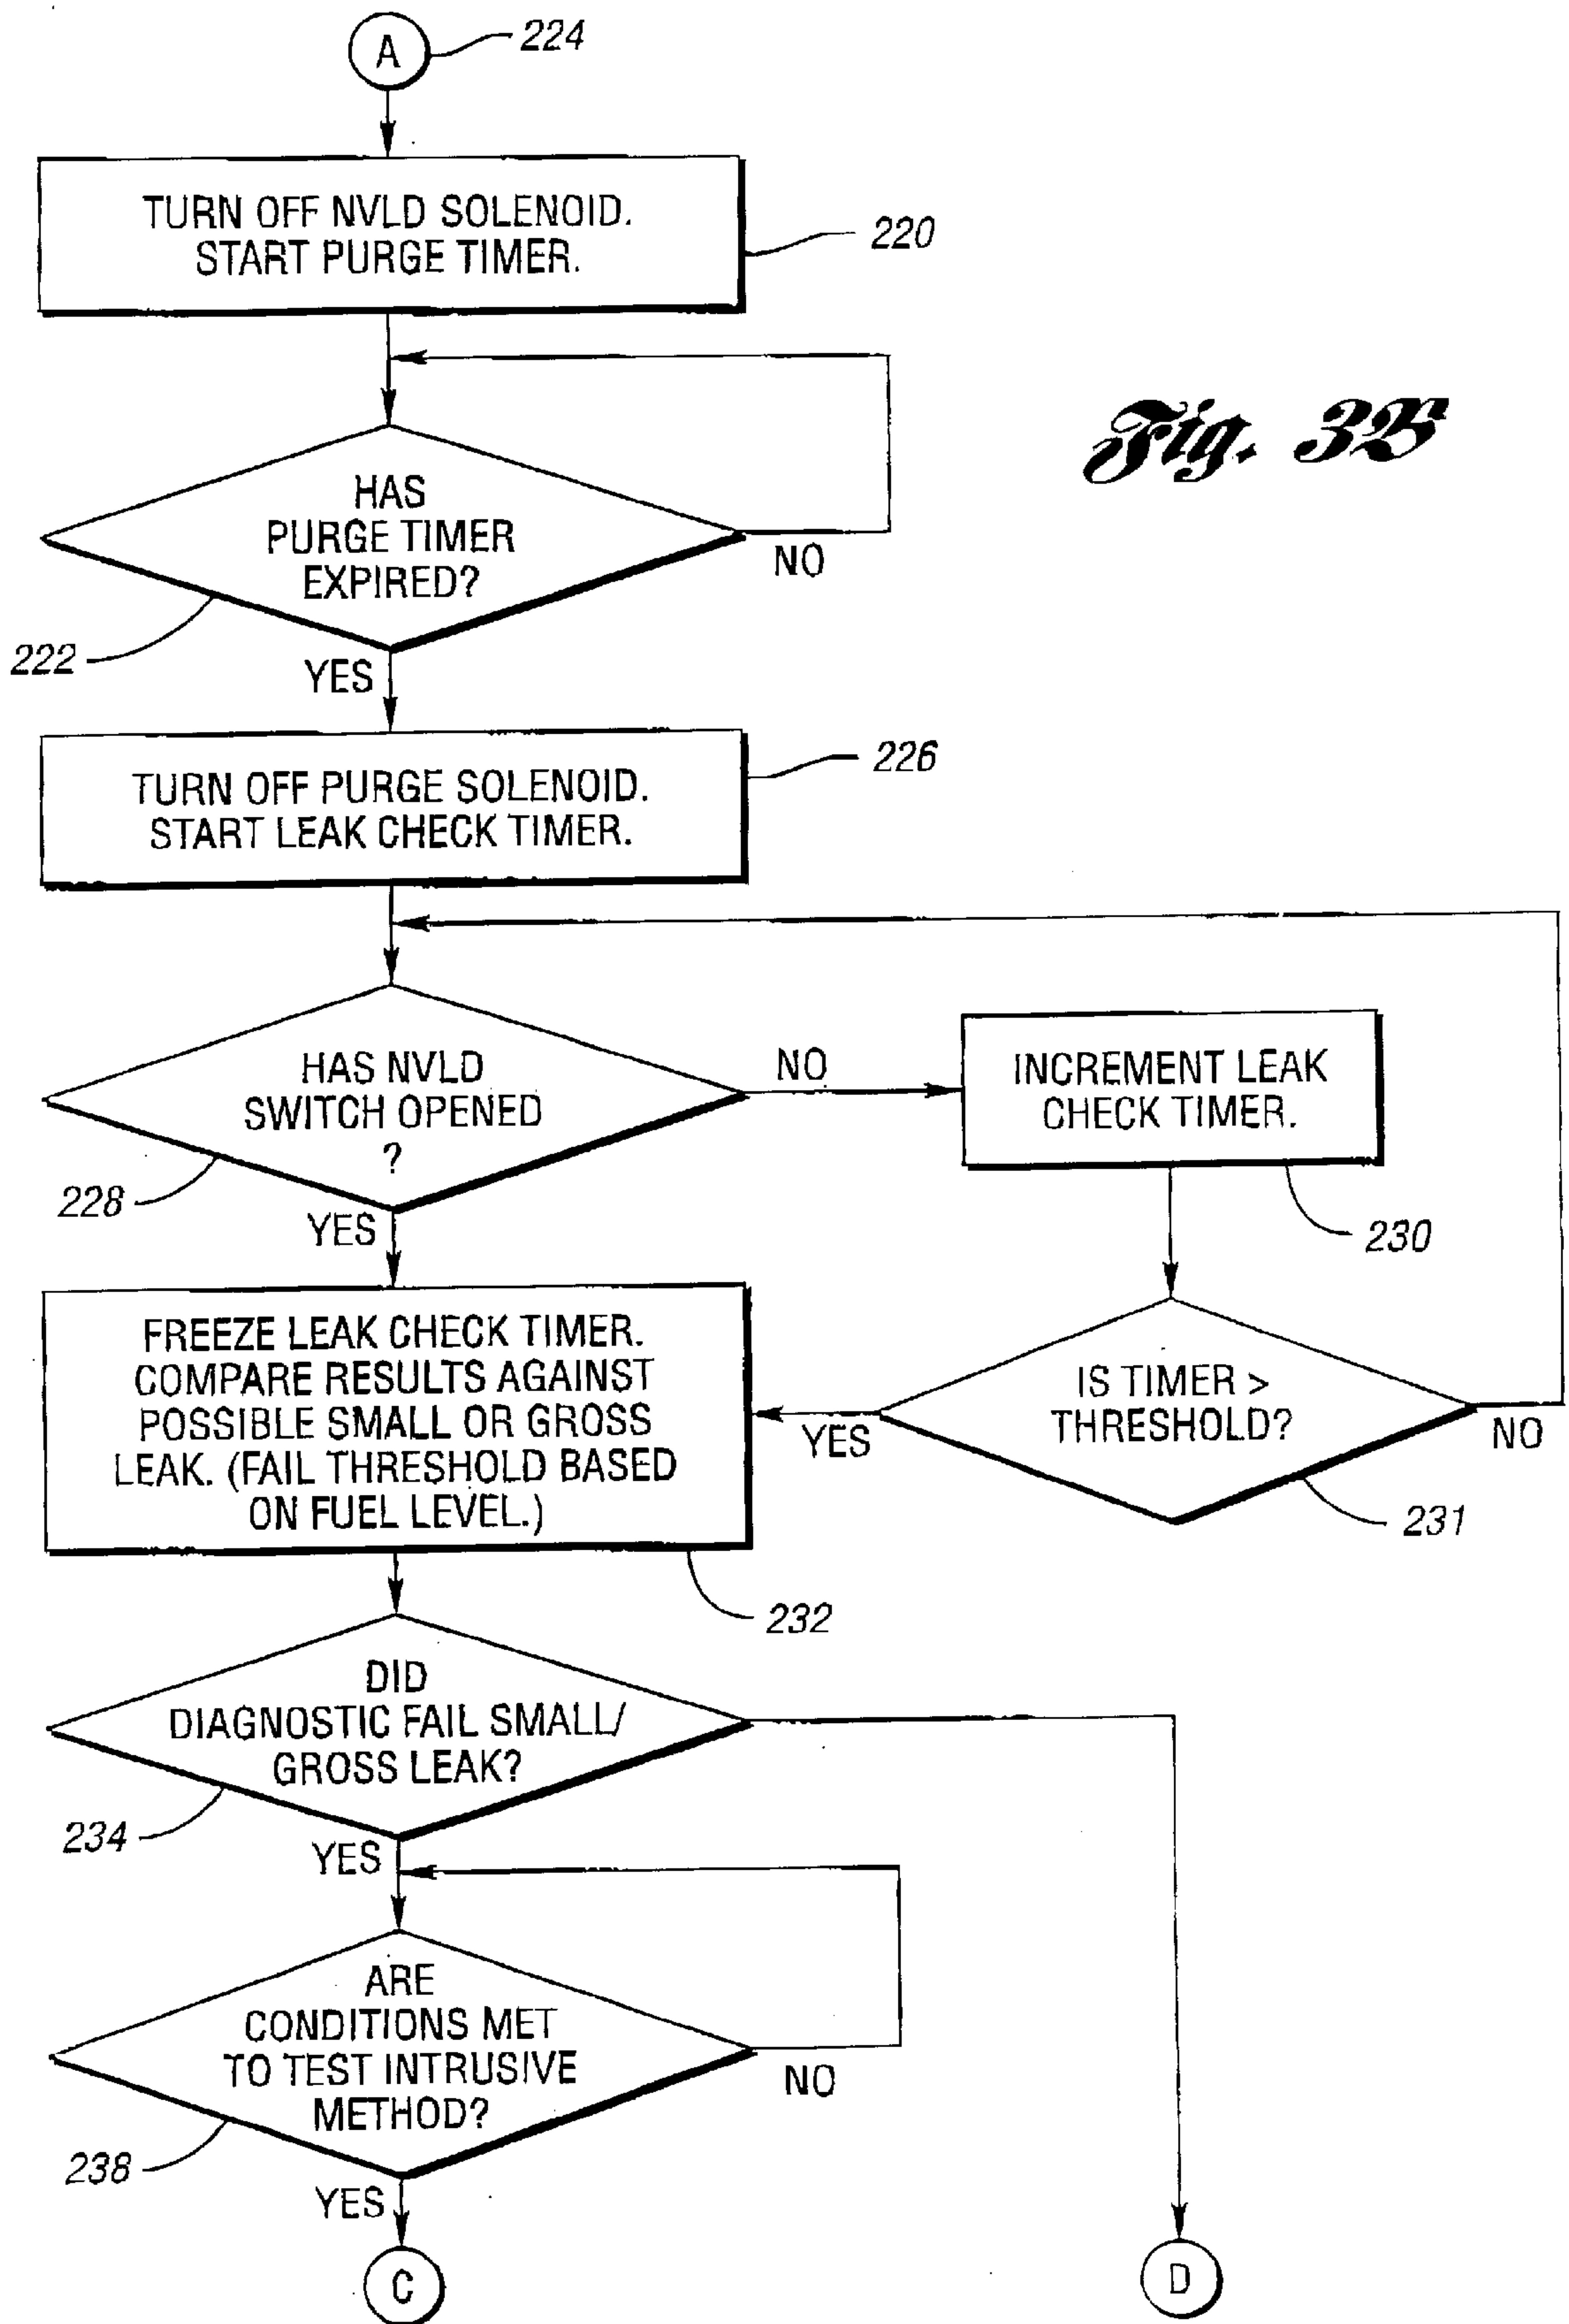 A
224
TURN OFF NVLD SOLENOID.
START PURGE TIMER.
220
Fig. 3B
HAS
PURGE TIMER
EXPIRED?
NO
222
YES
226
TURN OFF PURGE SOLENOID.
START LEAK CHECK TIMER.
HAS NVLD
SWITCH OPENED
?
NO
228
YES
INCREMENT LEAK
CHECK TIMER.
230
IS TIMER >
THRESHOLD?
YES
NO
231
FREEZE LEAK CHECK TIMER.
COMPARE RESULTS AGAINST
POSSIBLE SMALL OR GROSS
LEAK. (FAIL THRESHOLD BASED
ON FUEL LEVEL.)
232
DID
DIAGNOSTIC FAIL SMALL/
GROSS LEAK?
234
YES
ARE
CONDITIONS MET
TO TEST INTRUSIVE
METHOD?
NO
238
YES
C
D